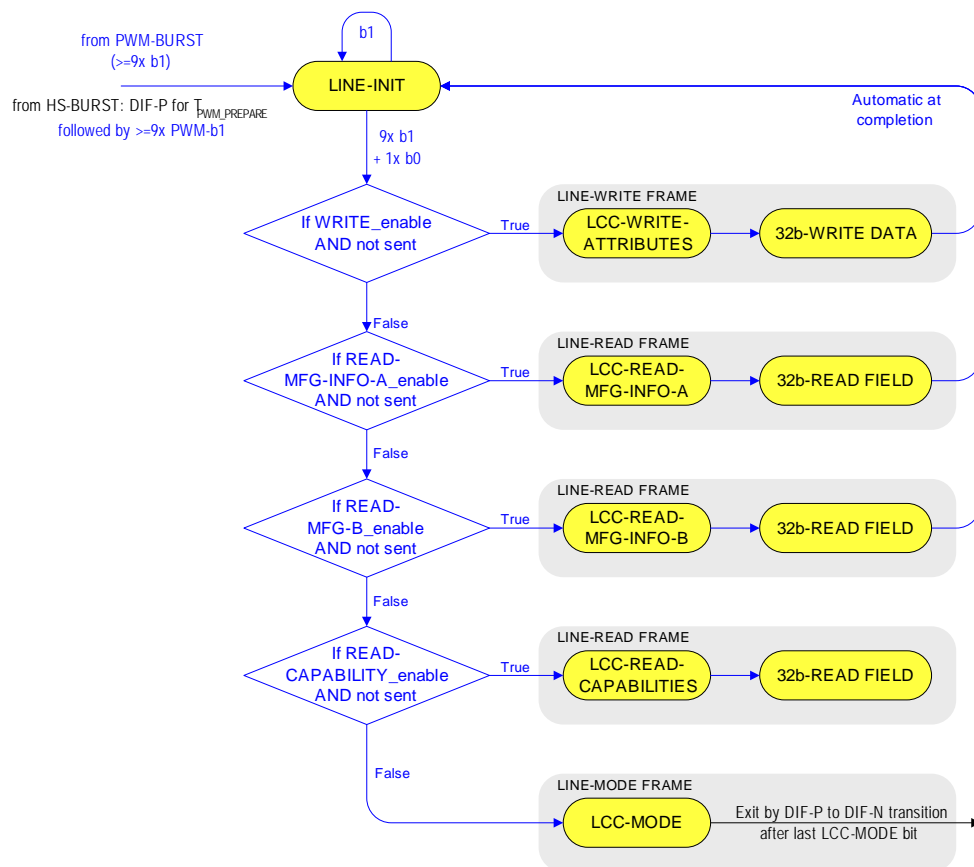 b1
from PWM-BURST
(>=9x b1)
LINE-INIT
from HS-BURST: DIF-P for TPWM_PREPARE
followed by >=9x PWM-b1
Automatic at
completion
9x b1
+ 1x b0
LINE-WRITE FRAME
If WRITE_enable
AND not sent
True
LCC-WRITE-
ATTRIBUTES
32b-WRITE DATA
False
LINE-READ FRAME
If READ-
MFG-INFO-A_enable
AND not sent
True
LCC-READ-
MFG-INFO-A
32b-READ FIELD
False
LINE-READ FRAME
If READ-
MFG-B_enable
AND not sent
True
LCC-READ-
MFG-INFO-B
32b-READ FIELD
False
LINE-READ FRAME
If READ-
CAPABILITY_enable
AND not sent
True
LCC-READ-
CAPABILITIES
32b-READ FIELD
False
LINE-MODE FRAME
LCC-MODE
Exit by DIF-P to DIF-N transition
after last LCC-MODE bit